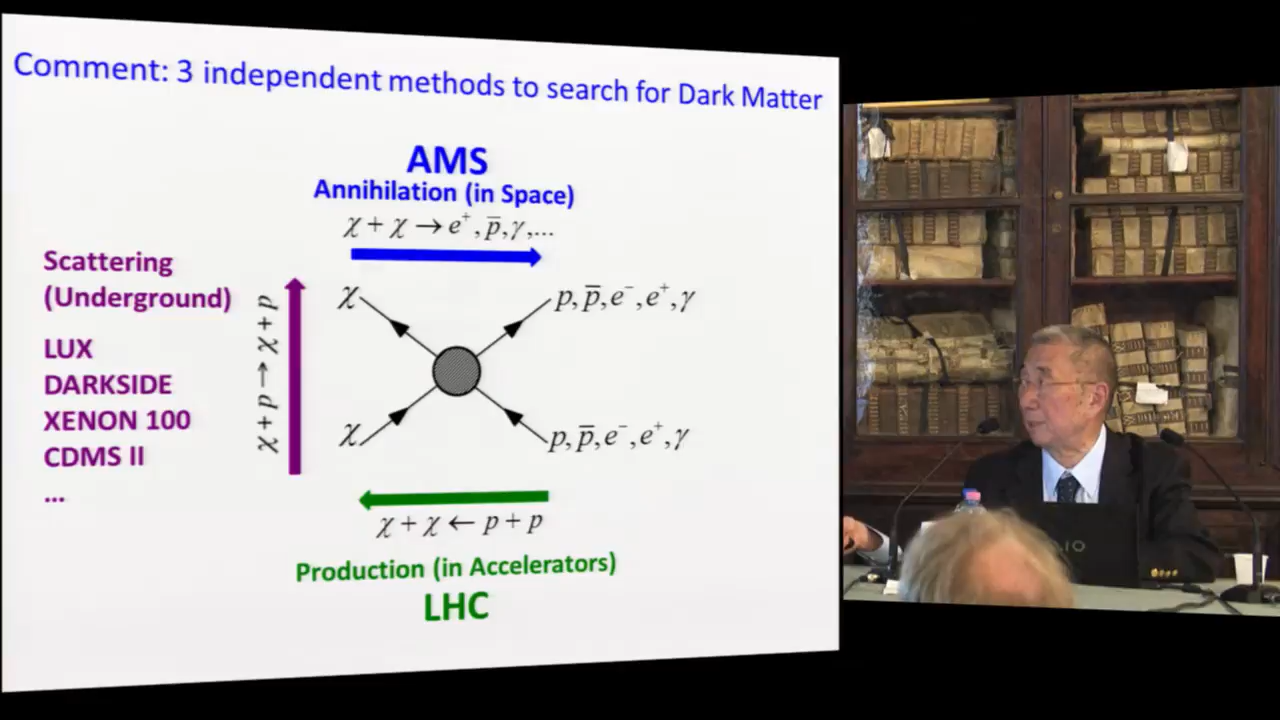 Comment: 3 independent methods to search for Dark Matter
AMS
Annihilation (in Space)
χ + χ → e⁺, p̅, γ,...
Scattering
(Underground)
LUX
DARKSIDE
XENON 100
CDMS II
...
χ + p → χ + p
χ
p, p̅, e⁻, e⁺, γ
χ
p, p̅, e⁻, e⁺, γ
χ + χ ← p + p
Production (in Accelerators)
LHC